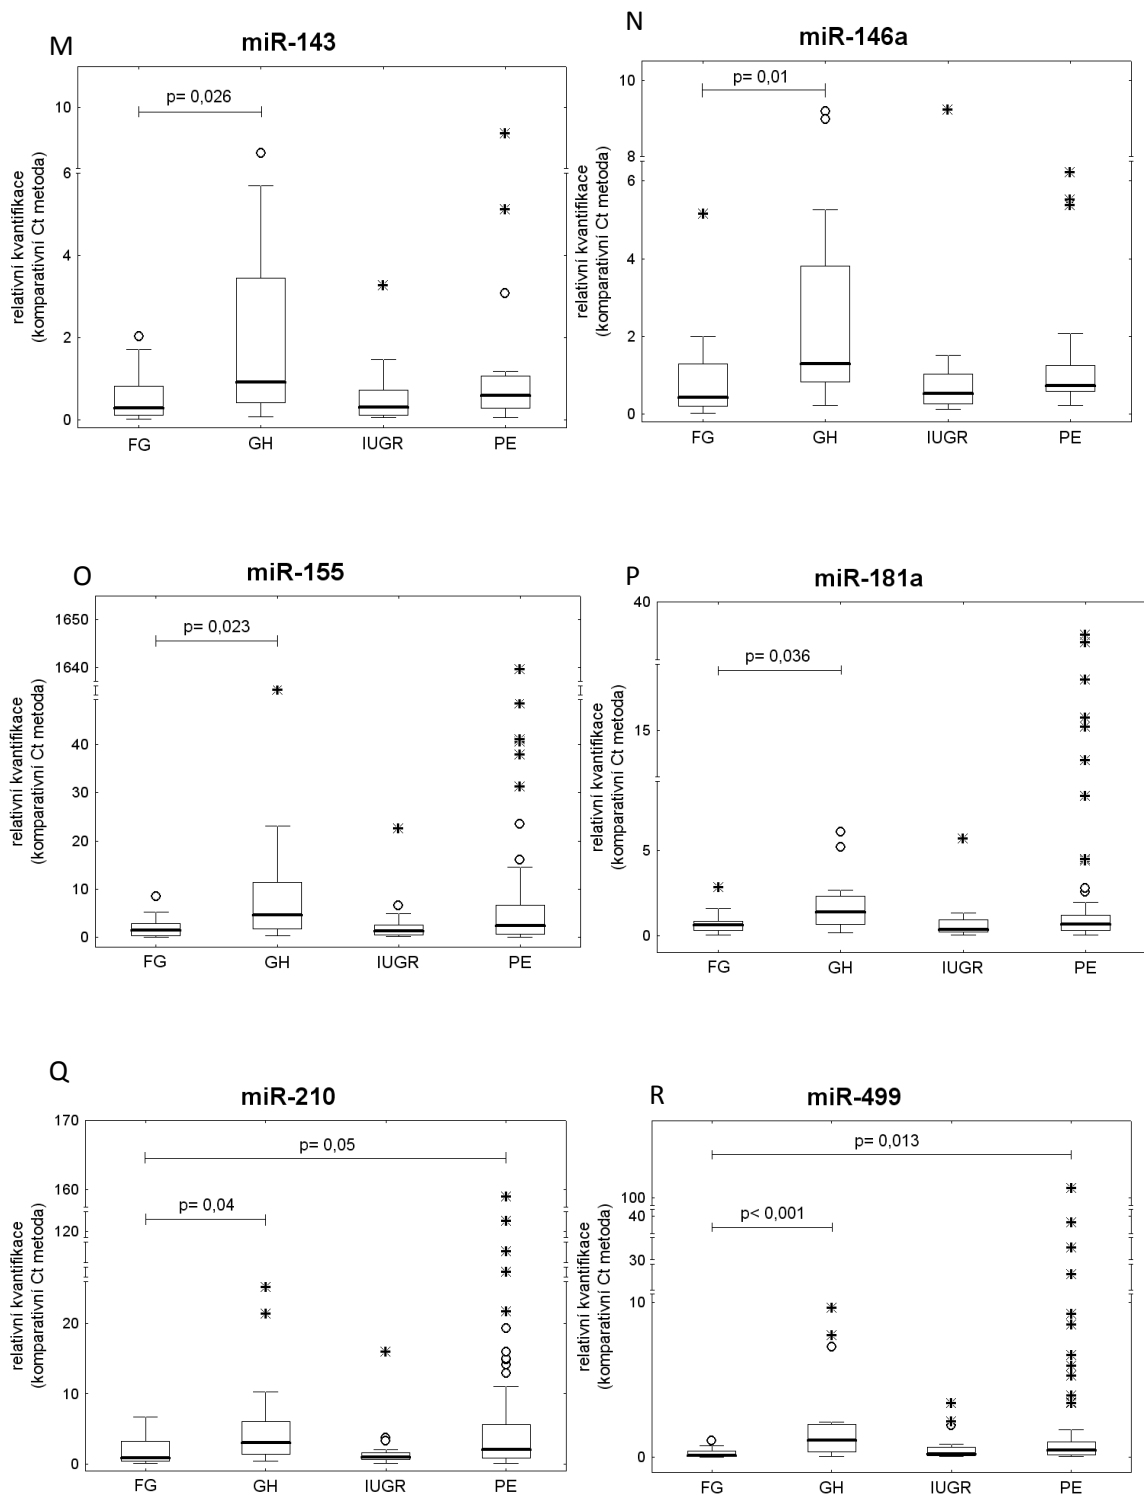 M
miR-143
relativní kvantifikace
(komparativní Ct metoda)
10
6
4
2
0
p= 0,026
FG GH IUGR PE
N
miR-146a
relativní kvantifikace
(komparativní Ct metoda)
10
8
6
4
2
0
p= 0,01
FG GH IUGR PE
O
miR-155
relativní kvantifikace
(komparativní Ct metoda)
1650
1640
40
30
20
10
0
p= 0,023
FG GH IUGR PE
P
miR-181a
relativní kvantifikace
(komparativní Ct metoda)
40
15
5
0
p= 0,036
FG GH IUGR PE
Q
miR-210
relativní kvantifikace
(komparativní Ct metoda)
170
160
120
20
10
0
p= 0,05
p= 0,04
FG GH IUGR PE
R
miR-499
relativní kvantifikace
(komparativní Ct metoda)
100
40
30
10
0
p= 0,013
p< 0,001
FG GH IUGR PE